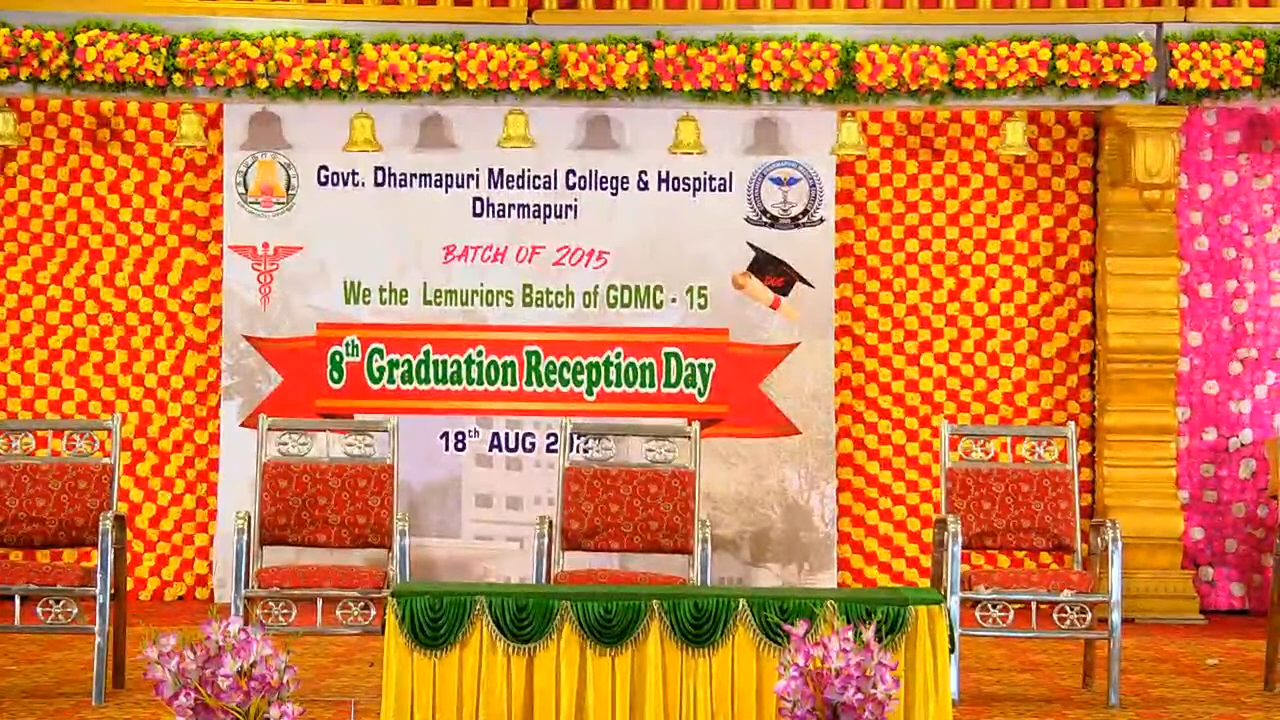 Govt. Dharmapuri Medical College & Hospital
Dharmapuri
BATCH OF 2015
We the Lemuriors Batch of GDMC - 15
8th Graduation Reception Day
18th AUG